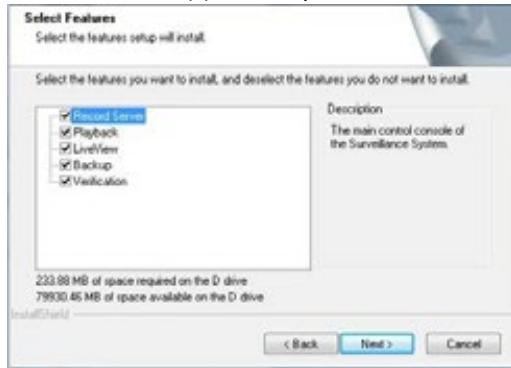 Select Features
Select the features setup will install.
Select the features you want to install, and deselect the features you do not want to install.
Record Server
Playback
LiveView
Backup
Verification
Description
The main control console of
the Surveillance System.
233.88 MB of space required on the D drive
79930.46 MB of space available on the D drive
InstallShield
< Back
Next >
Cancel